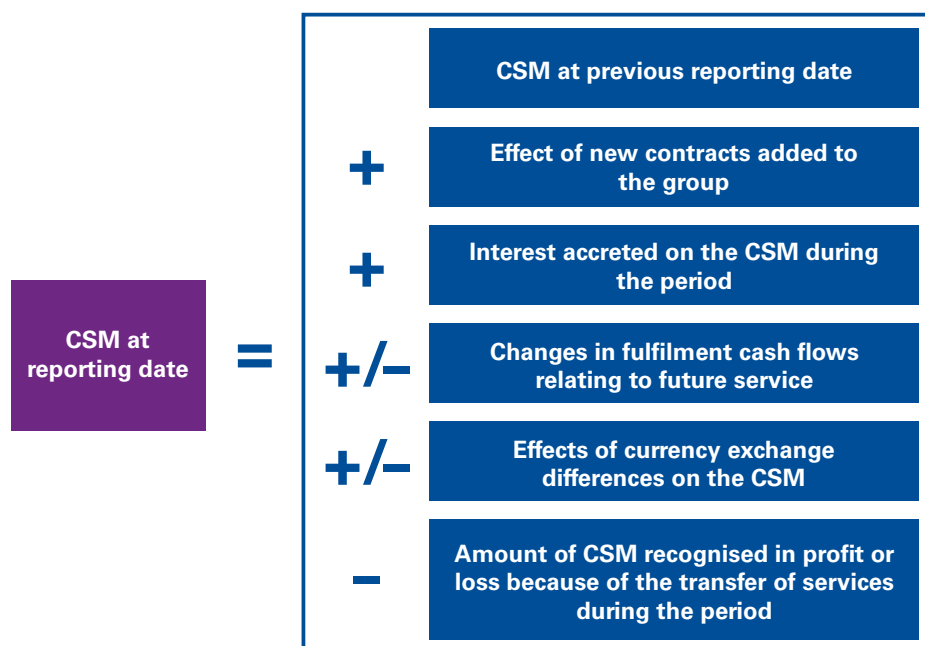 CSM at previous reporting date
+
Effect of new contracts added to
the group
+
Interest accreted on the CSM during
the period
CSM at
reporting date
=
+/–
Changes in fulfilment cash flows
relating to future service
+/–
Effects of currency exchange
differences on the CSM
–
Amount of CSM recognised in profit or
loss because of the transfer of services
during the period